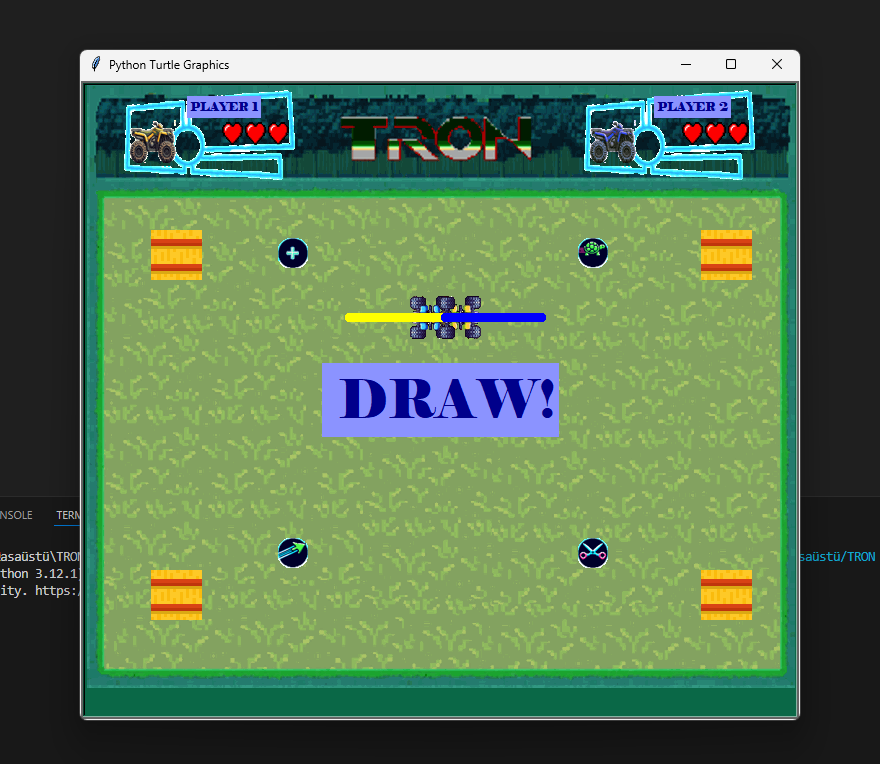 Python Turtle Graphics
PLAYER 1
TRON
PLAYER 2
DRAW!
NSOLE
TERM
asaüstü\TRON
saüstü/TRON
thon 3.12.1
ity. https:/